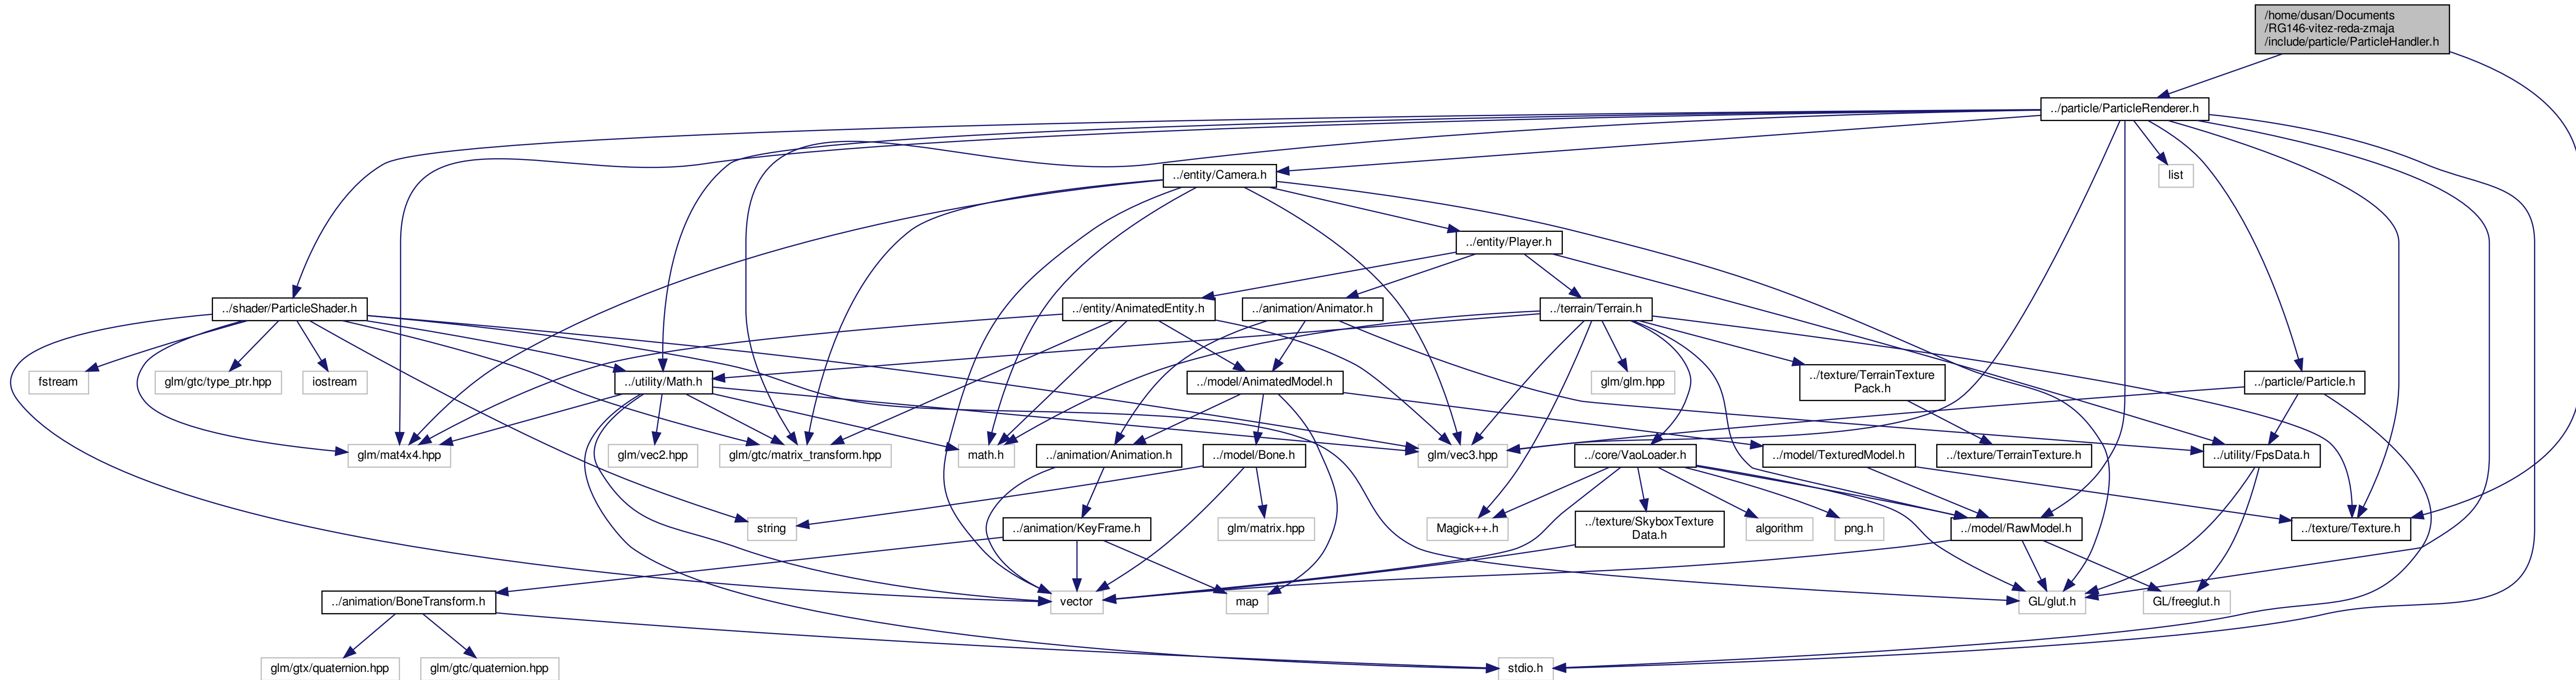 /home/dusan/Documents
/RG146-vitez-reda-zmaja
/include/particle/ParticleHandler.h
../particle/ParticleRenderer.h
../entity/Camera.h
list
../entity/Player.h
../shader/ParticleShader.h
../entity/AnimatedEntity.h
../animation/Animator.h
../terrain/Terrain.h
fstream
glm/gtc/type_ptr.hpp
iostream
../utility/Math.h
../model/AnimatedModel.h
glm/glm.hpp
../texture/TerrainTexture
Pack.h
../particle/Particle.h
glm/mat4x4.hpp
glm/vec2.hpp
glm/gtc/matrix_transform.hpp
math.h
../animation/Animation.h
../model/Bone.h
glm/vec3.hpp
../core/VaoLoader.h
../model/TexturedModel.h
../texture/TerrainTexture.h
../utility/FpsData.h
string
../animation/KeyFrame.h
glm/matrix.hpp
Magick++.h
../texture/SkyboxTexture
Data.h
algorithm
png.h
../model/RawModel.h
../texture/Texture.h
../animation/BoneTransform.h
vector
map
GL/glut.h
GL/freeglut.h
glm/gtx/quaternion.hpp
glm/gtc/quaternion.hpp
stdio.h